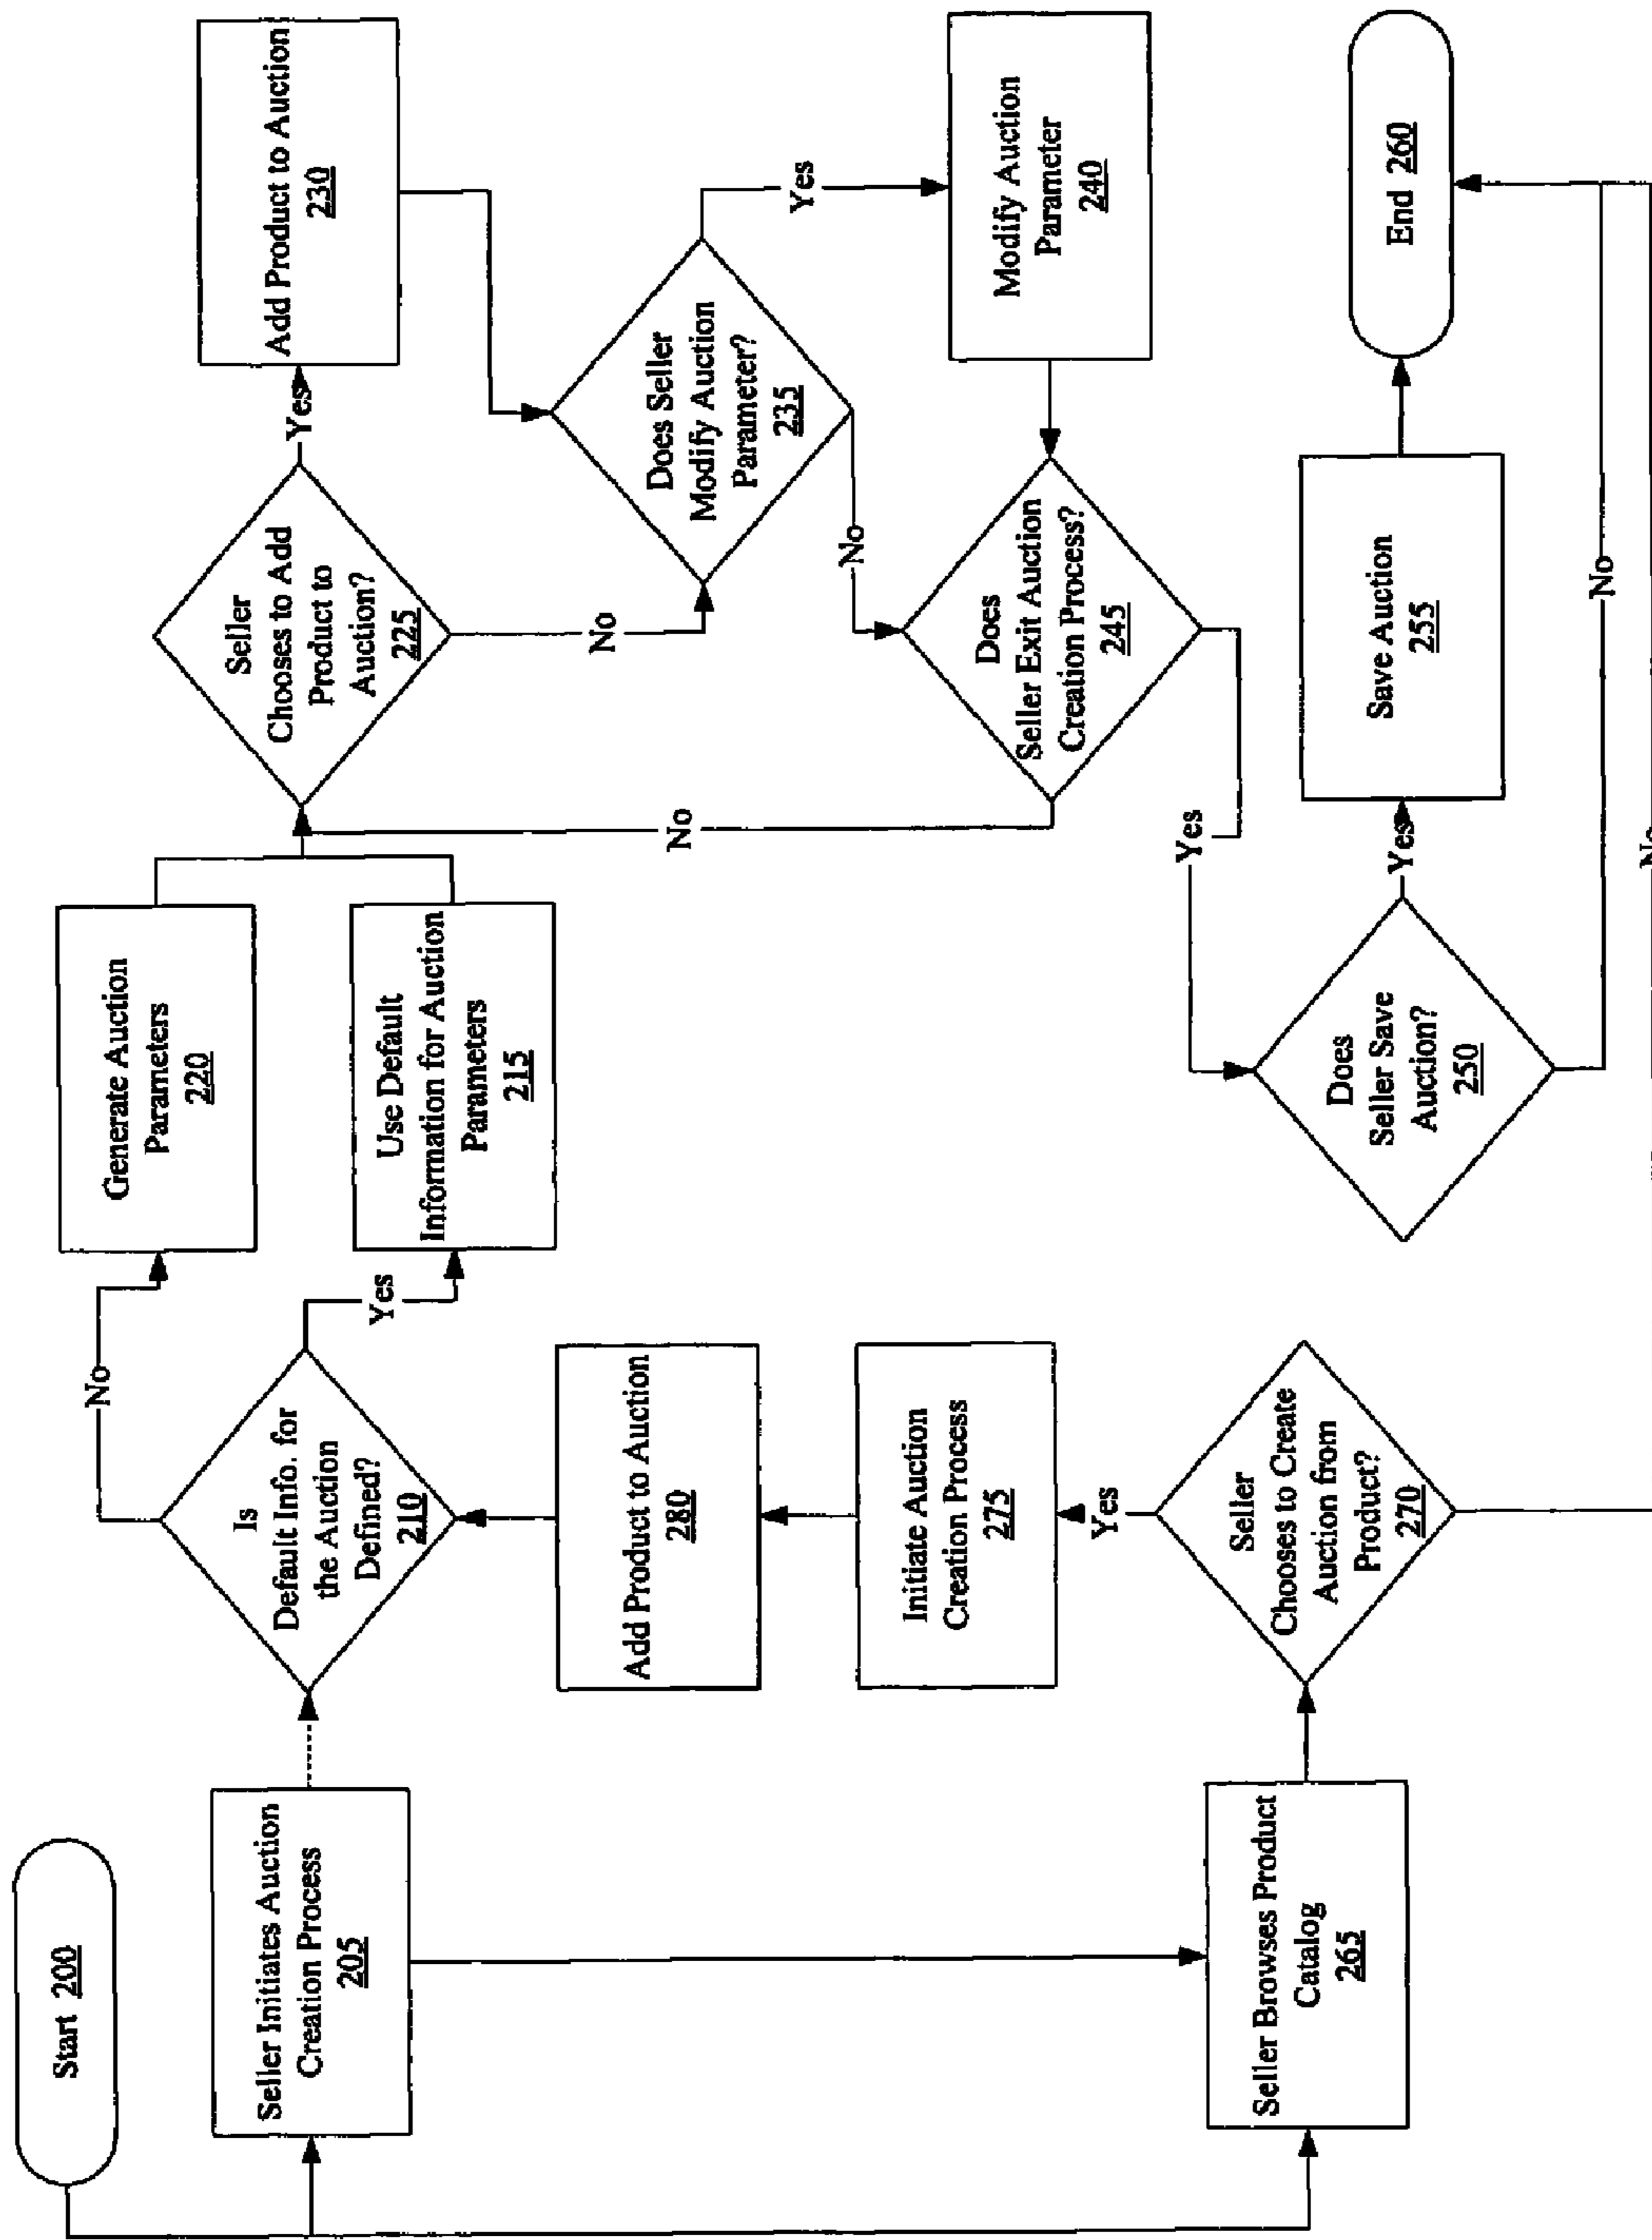 Start 200
Seller Initiates Auction
Creation Process
205
Is
Default Info. for
the Auction
Defined?
210
No
Yes
Generate Auction
Parameters
220
Use Default
Information for Auction
Parameters
215
Seller
Chooses to Add
Product to
Auction?
225
Yes
Add Product to Auction
230
No
Does Seller
Modify Auction
Parameter?
235
Yes
Modify Auction
Parameter
240
No
Does
Seller Exit Auction
Creation Process?
245
No
Yes
Add Product to Auction
280
Initiate Auction
Creation Process
275
Yes
Seller Browses Product
Catalog
265
Seller
Chooses to Create
Auction from
Product?
270
Does
Seller Save
Auction?
250
Yes
Save Auction
255
End 260
No
No